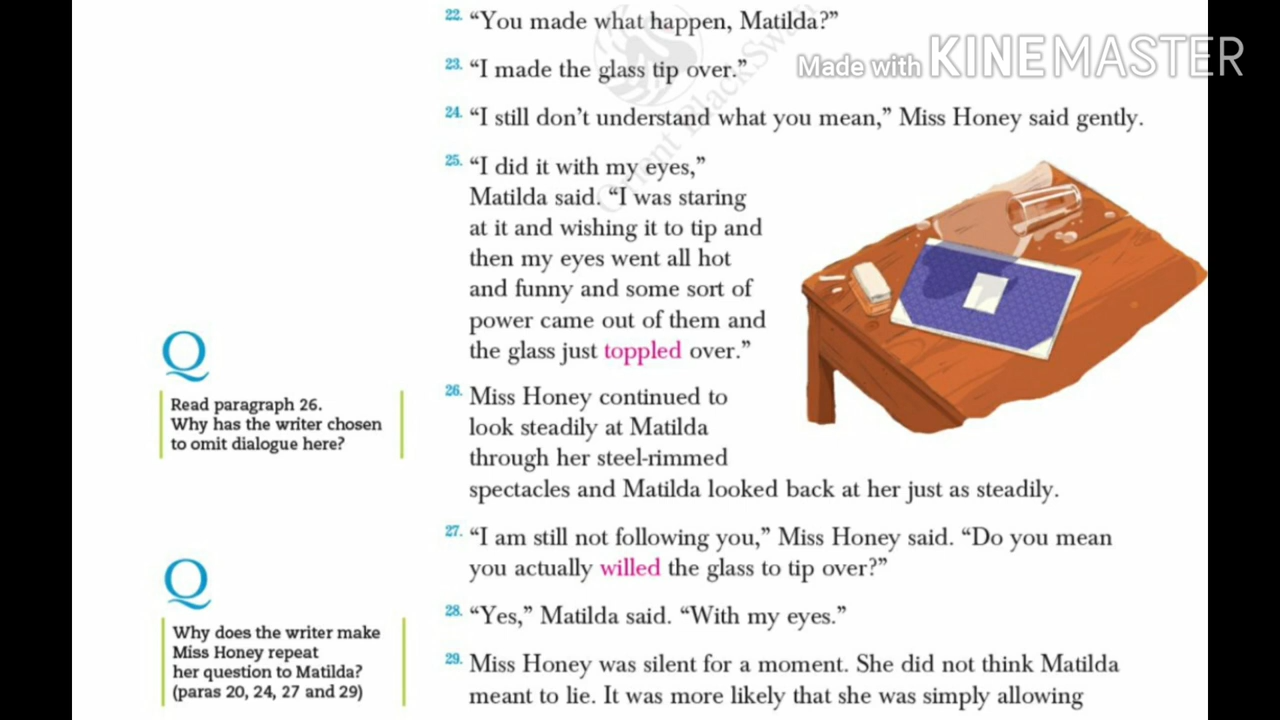 22. “You made what happen, Matilda?”
Made with KINEMASTER
23. “I made the glass tip over.”
24. “I still don’t understand what you mean,” Miss Honey said gently.
25. “I did it with my eyes,”
Matilda said. “I was staring
at it and wishing it to tip and
then my eyes went all hot
and funny and some sort of
power came out of them and
the glass just toppled over.”
Q
Read paragraph 26.
Why has the writer chosen
to omit dialogue here?
26. Miss Honey continued to
look steadily at Matilda
through her steel-rimmed
spectacles and Matilda looked back at her just as steadily.
27. “I am still not following you,” Miss Honey said. “Do you mean
you actually willed the glass to tip over?”
Q
Why does the writer make
Miss Honey repeat
her question to Matilda?
(paras 20, 24, 27 and 29)
28. “Yes,” Matilda said. “With my eyes.”
29. Miss Honey was silent for a moment. She did not think Matilda
meant to lie. It was more likely that she was simply allowing
Orient BlackSwan